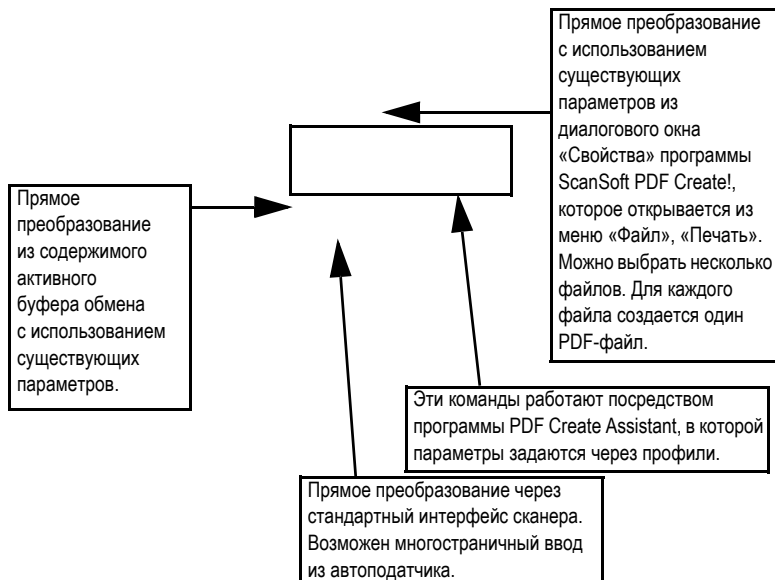 Прямое преобразование
с использованием
существующих
параметров из
диалогового окна
«Свойства» программы
ScanSoft PDF Create!,
которое открывается из
меню «Файл», «Печать».
Можно выбрать несколько
файлов. Для каждого
файла создается один
PDF-файл.
Прямое
преобразование
из содержимого
активного
буфера обмена
с использованием
существующих
параметров.
Эти команды работают посредством
программы PDF Create Assistant, в которой
параметры задаются через профили.
Прямое преобразование через
стандартный интерфейс сканера.
Возможен многостраничный ввод
из автоподатчика.